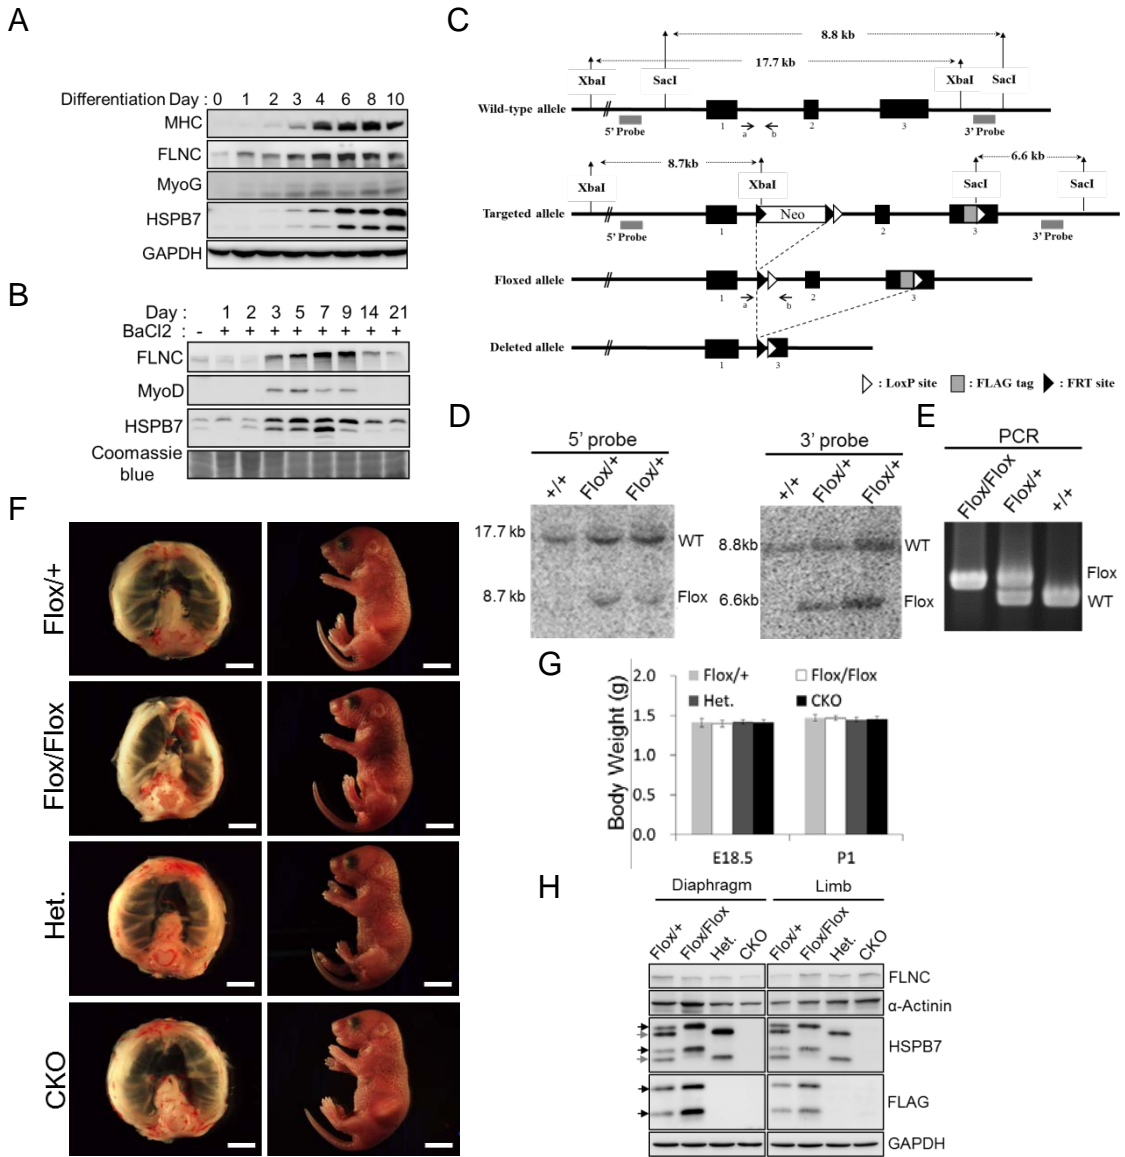 A
Differentiation Day : 0 1 2 3 4 6 8 10
MHC
FLNC
MyoG
HSPB7
GAPDH
B
Day : 1 2 3 5 7 9 14 21
BaCl2 : - + + + + + + + +
FLNC
MyoD
HSPB7
Coomassie
blue
C
8.8 kb
17.7 kb
XbaI SacI XbaI SacI
Wild-type allele
1 2 3
5' Probe a b 3' Probe
8.7kb 6.6 kb
XbaI XbaI SacI SacI
Targeted allele Neo
1 2 3
5' Probe 3' Probe
Floxed allele
1 2 3
a b
Deleted allele
1 3
: LoxP site : FLAG tag : FRT site
D
5' probe
+/+ Flox/+ Flox/+
17.7 kb WT
8.7 kb Flox
3' probe
+/+ Flox/+ Flox/+
8.8kb WT
6.6kb Flox
E
PCR
Flox/Flox Flox/+ +/+
Flox
WT
F
Flox/+
Flox/Flox
Het.
CKO
G
Body Weight (g)
2.0
1.5
1.0
0.5
0.0
Flox/+ Flox/Flox
Het. CKO
E18.5 P1
H
Diaphragm Limb
Flox/+ Flox/Flox Het. CKO Flox/+ Flox/Flox Het. CKO
FLNC
α-Actinin
HSPB7
FLAG
GAPDH